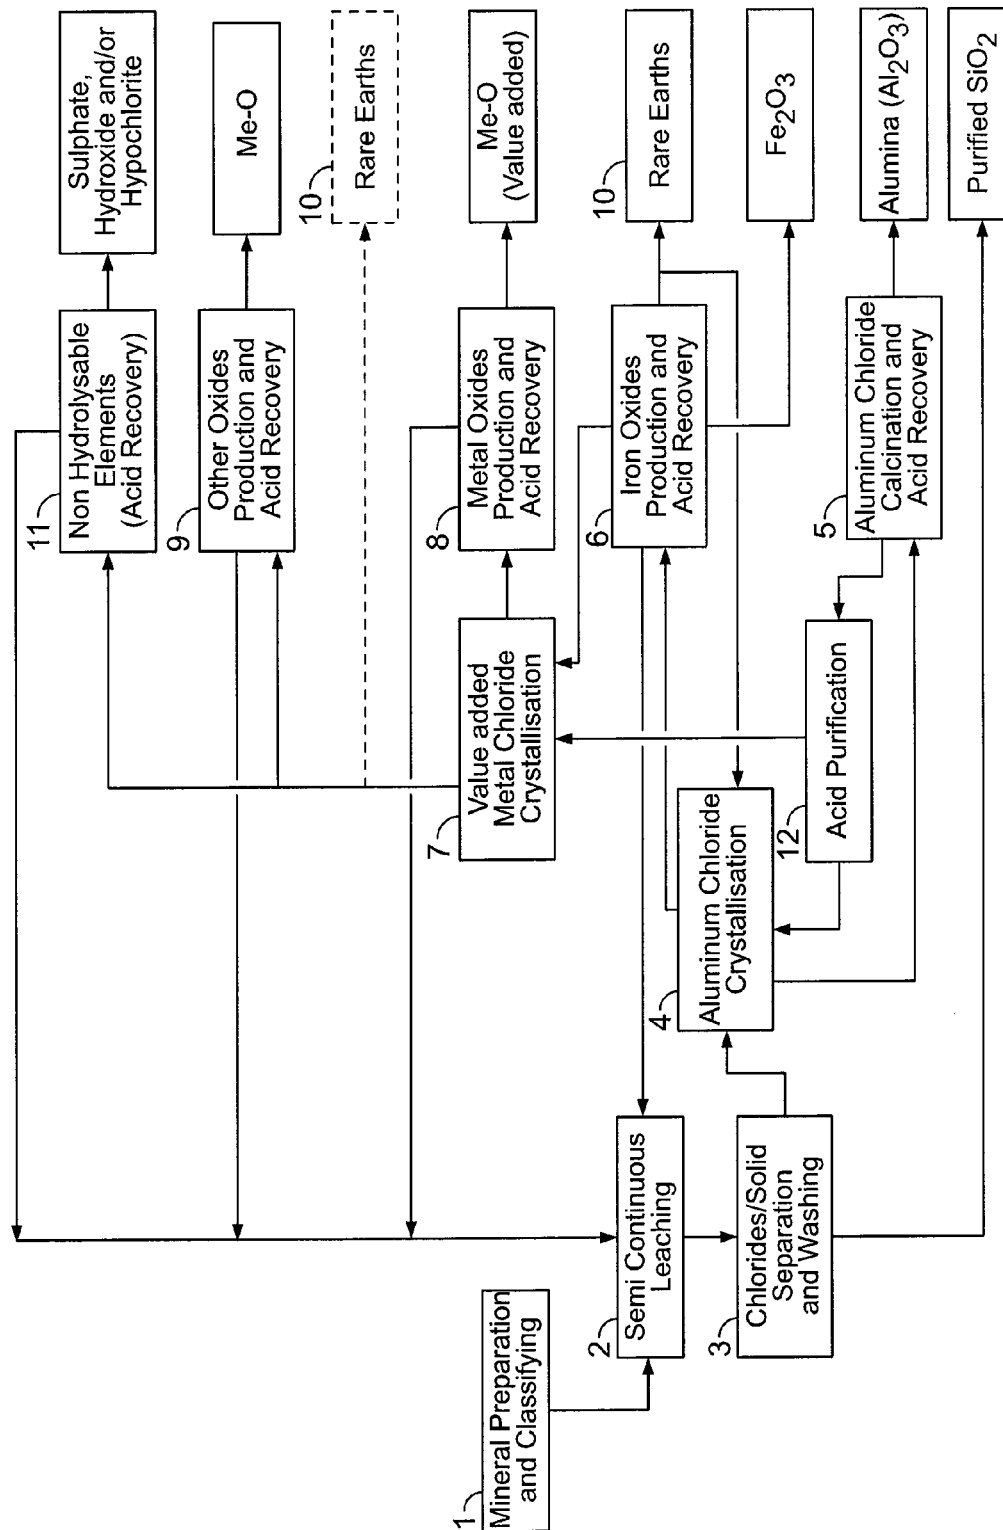 1
Mineral Preparation
and Classifying
2
Semi Continuous
Leaching
3
Chlorides/Solid
Separation
and Washing
4
Aluminum Chloride
Crystallisation
12
Acid Purification
7
Value added
Metal Chloride
Crystallisation
11
Non Hydrolysable
Elements
(Acid Recovery)
9
Other Oxides
Production and
Acid Recovery
8
Metal Oxides
Production and
Acid Recovery
6
Iron Oxides
Production and
Acid Recovery
5
Aluminum Chloride
Calcination and
Acid Recovery
Sulphate,
Hydroxide and/or
Hypochlorite
Me-O
10
Rare Earths
Me-O
(Value added)
10
Rare Earths
Fe2O3
Alumina (Al2O3)
Purified SiO2